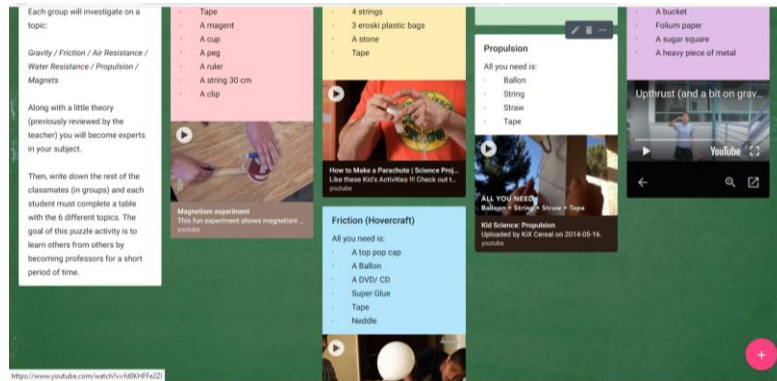 Each group will investigate on a
topic:
Gravity / Friction / Air Resistance /
Water Resistance / Propulsion /
Magnets
Along with a little theory
(previously reviewed by the
teacher) you will become experts
in your subject.
Then, write down the rest of the
classmates (in groups) and each
student must complete a table
with the 6 different topics. The
goal of this puzzle activity is to
learn others from others by
becoming professors for a short
period of time.
· Tape
· A magent
· A cup
· A peg
· A ruler
· A string 30 cm
· A clip
Magnetism experiment
This fun experiment shows magnetism ...
youtube
· 4 strings
· 3 eroski plastic bags
· A stone
· Tape
How to Make a Parachute | Science Proj...
Like these Kid's Activities !!! Check out t...
youtube
Friction (Hovercraft)
All you need is:
· A top pop cap
· A Ballon
· A DVD/ CD
· Super Glue
· Tape
· Neddle
Propulsion
All you need is:
· Ballon
· String
· Straw
· Tape
ALL YOU NEED
Balloon • String • Straw • Tape
Kid Science: Propulsion
Uploaded by KiX Cereal on 2014-05-16.
youtube
· A bucket
· Folium paper
· A sugar square
· A heavy piece of metal
Upthrust (and a bit on grav...
YouTube